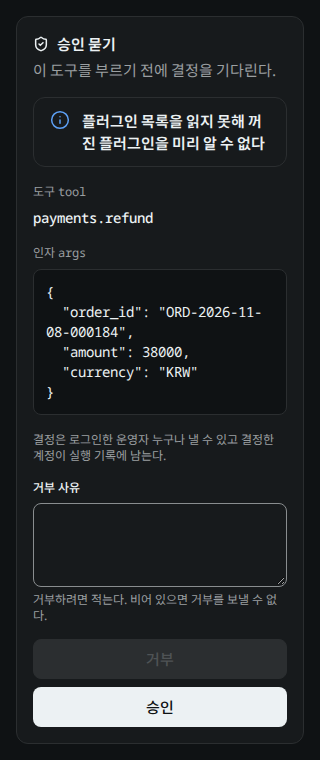 승인 묻기
이 도구를 부르기 전에 결정을 기다린다.
플러그인 목록을 읽지 못해 꺼
진 플러그인을 미리 알 수 없다
도구 tool
payments.refund
인자 args
{
"order_id": "ORD-2026-11-
08-000184",
"amount": 38000,
"currency": "KRW"
}
결정은 로그인한 운영자 누구나 낼 수 있고 결정한
계정이 실행 기록에 남는다.
거부 사유
거부하려면 적는다. 비어 있으면 거부를 보낼 수 없
다.
거부
승인